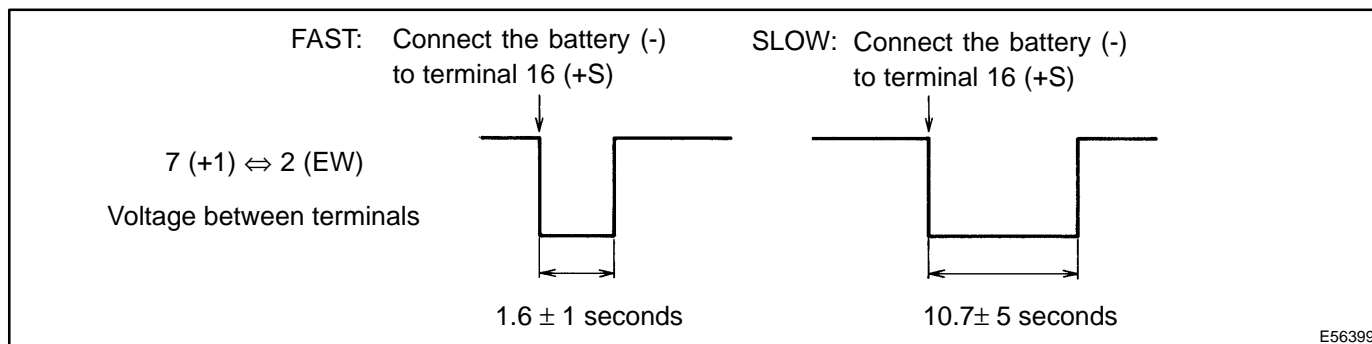 FAST: Connect the battery (-)
to terminal 16 (+S)
SLOW: Connect the battery (-)
to terminal 16 (+S)
7 (+1) ⇔ 2 (EW)
Voltage between terminals
1.6 ± 1 seconds
10.7± 5 seconds
E56399